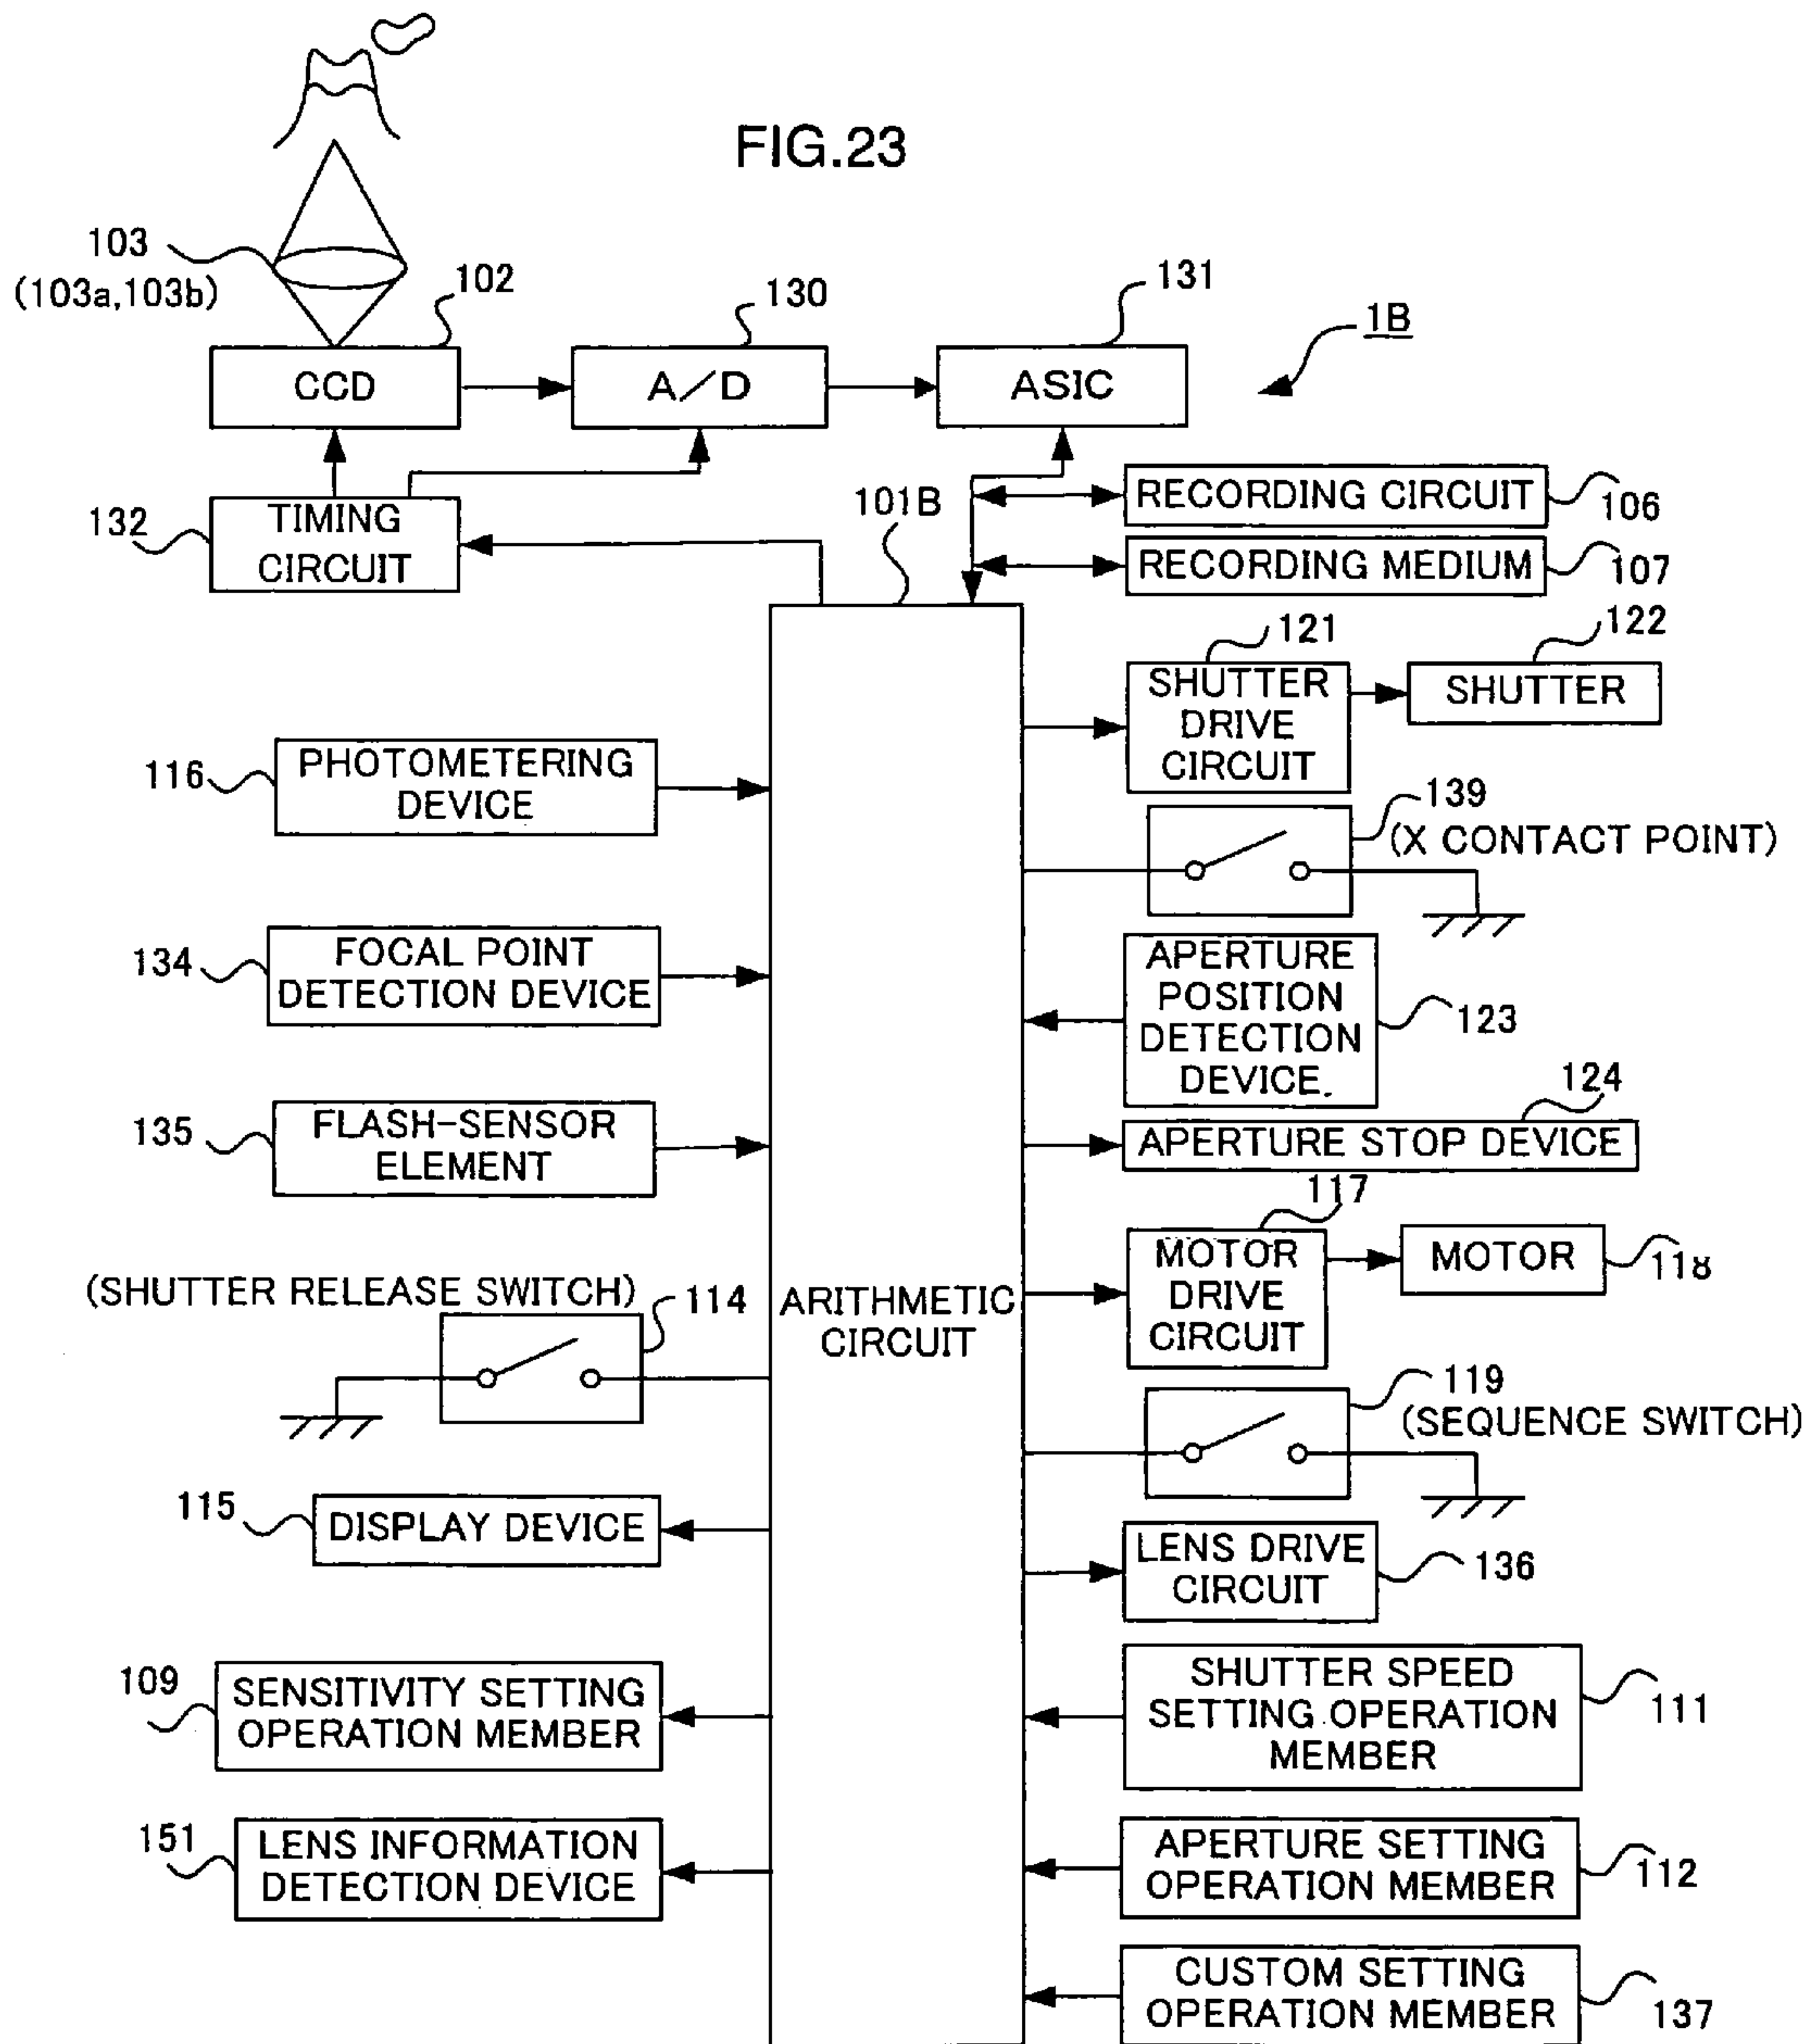 FIG.23
103
(103a,103b)
102
130
131
1B
CCD
A/D
ASIC
132
TIMING
CIRCUIT
101B
RECORDING CIRCUIT
106
RECORDING MEDIUM
107
121
122
SHUTTER
DRIVE
CIRCUIT
SHUTTER
116
PHOTOMETERING
DEVICE
139
(X CONTACT POINT)
134
FOCAL POINT
DETECTION DEVICE
APERTURE
POSITION
DETECTION
DEVICE.
123
124
135
FLASH-SENSOR
ELEMENT
APERTURE STOP DEVICE
117
MOTOR
DRIVE
CIRCUIT
MOTOR
118
(SHUTTER RELEASE SWITCH)
114
ARITHMETIC
CIRCUIT
119
(SEQUENCE SWITCH)
115
DISPLAY DEVICE
LENS DRIVE
CIRCUIT
136
109
SENSITIVITY SETTING
OPERATION MEMBER
SHUTTER SPEED
SETTING OPERATION
MEMBER
111
151
LENS INFORMATION
DETECTION DEVICE
APERTURE SETTING
OPERATION MEMBER
112
CUSTOM SETTING
OPERATION MEMBER
137